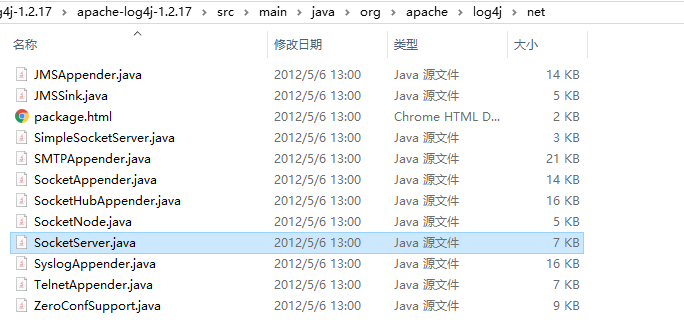 g4j-1.2.17 > apache-log4j-1.2.17 > src > main > java > org > apache > log4j > net
名称 修改日期 类型 大小
JMSAppender.java 2012/5/6 13:00 Java 源文件 14 KB
JMSSink.java 2012/5/6 13:00 Java 源文件 5 KB
package.html 2012/5/6 13:00 Chrome HTML D... 2 KB
SimpleSocketServer.java 2012/5/6 13:00 Java 源文件 3 KB
SMTPAppender.java 2012/5/6 13:00 Java 源文件 21 KB
SocketAppender.java 2012/5/6 13:00 Java 源文件 14 KB
SocketHubAppender.java 2012/5/6 13:00 Java 源文件 16 KB
SocketNode.java 2012/5/6 13:00 Java 源文件 5 KB
SocketServer.java 2012/5/6 13:00 Java 源文件 7 KB
SyslogAppender.java 2012/5/6 13:00 Java 源文件 16 KB
TelnetAppender.java 2012/5/6 13:00 Java 源文件 7 KB
ZeroConfSupport.java 2012/5/6 13:00 Java 源文件 9 KB